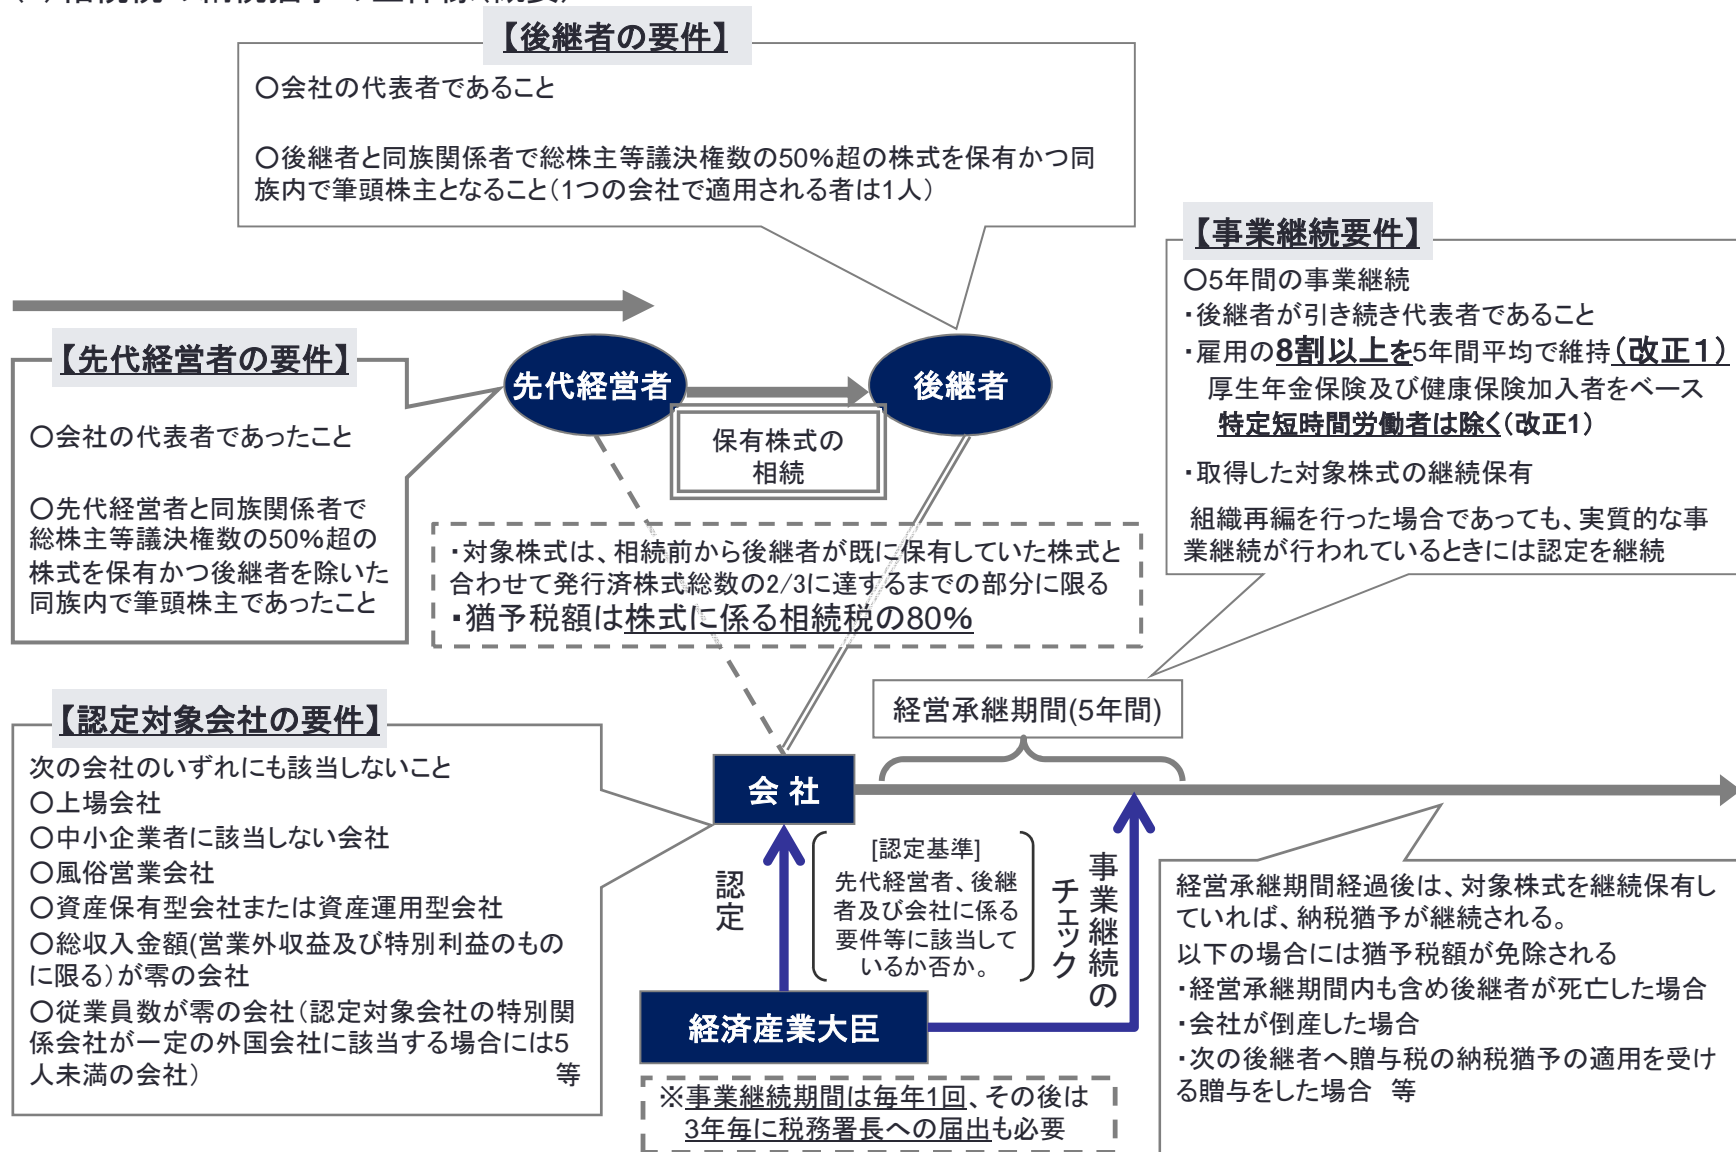 【後継者の要件】
〇会社の代表者であること
〇後継者と同族関係者で総株主等議決権数の50%超の株式を保有かつ同
族内で筆頭株主となること(1つの会社で適用される者は1人)
【事業継続要件】
〇5年間の事業継続
・後継者が引き続き代表者であること
・雇用の8割以上を5年間平均で維持(改正1)
厚生年金保険及び健康保険加入者をベース
特定短時間労働者は除く(改正1)
・取得した対象株式の継続保有
組織再編を行った場合であっても、実質的な事
業継続が行われているときには認定を継続
【先代経営者の要件】
〇会社の代表者であったこと
〇先代経営者と同族関係者で
総株主等議決権数の50%超の
株式を保有かつ後継者を除いた
同族内で筆頭株主であったこと
先代経営者
後継者
保有株式の
相続
・対象株式は、相続前から後継者が既に保有していた株式と
合わせて発行済株式総数の2/3に達するまでの部分に限る
・猶予税額は株式に係る相続税の80%
【認定対象会社の要件】
次の会社のいずれにも該当しないこと
〇上場会社
〇中小企業者に該当しない会社
〇風俗営業会社
〇資産保有型会社または資産運用型会社
〇総収入金額(営業外収益及び特別利益のもの
に限る)が零の会社
〇従業員数が零の会社(認定対象会社の特別関
係会社が一定の外国会社に該当する場合には5
人未満の会社) 等
経営承継期間(5年間)
会 社
認定
[認定基準]
先代経営者、後継
者及び会社に係る
要件等に該当して
いるか否か。
事業継続の
チェック
経済産業大臣
※事業継続期間は毎年1回、その後は
3年毎に税務署長への届出も必要
経営承継期間経過後は、対象株式を継続保有し
ていれば、納税猶予が継続される。
以下の場合には猶予税額が免除される
・経営承継期間内も含め後継者が死亡した場合
・会社が倒産した場合
・次の後継者へ贈与税の納税猶予の適用を受け
る贈与をした場合 等